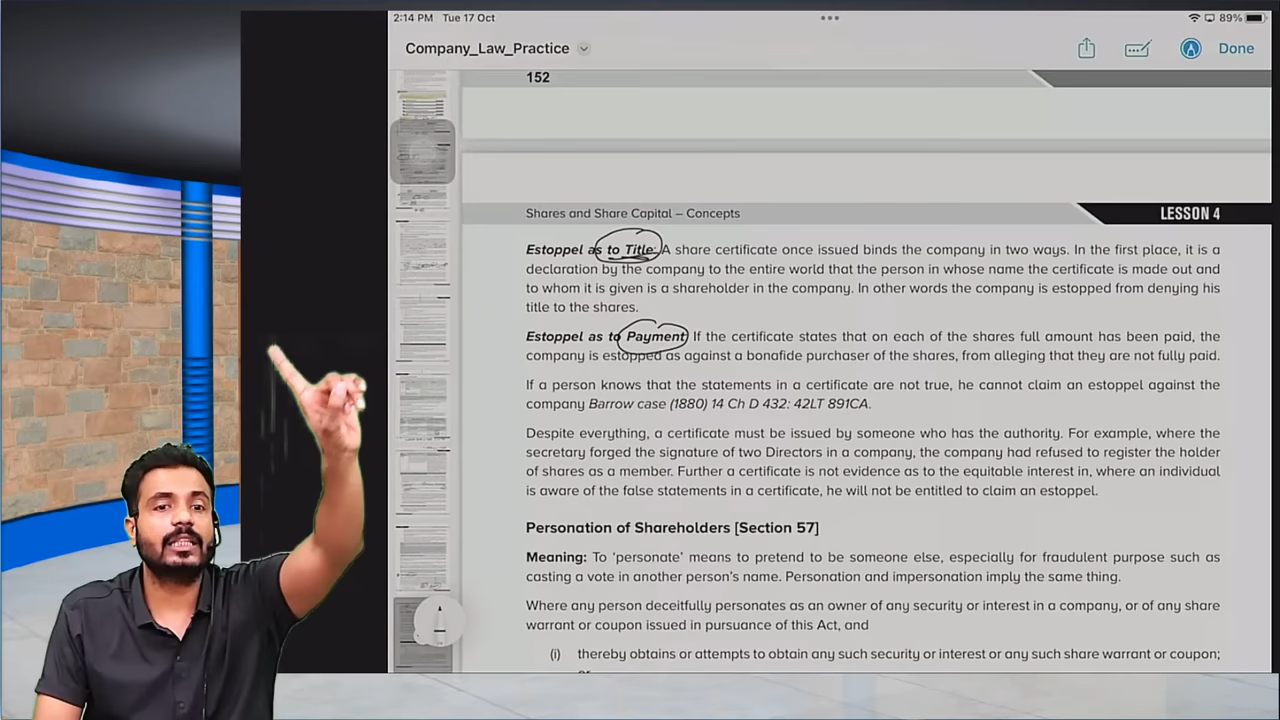 2:14 PM Tue 17 Oct
89%
Company_Law_Practice
Done
152
Shares and Share Capital – Concepts
LESSON 4
Estoppel as to Title: A share certificate once issued binds the company in two ways. In the first place, it is a
declaration by the company to the entire world that the person in whose name the certificate is made out and
to whom it is given is a shareholder in the company. In other words the company is estopped from denying his
title to the shares.
Estoppel as to Payment: If the certificate states that on each of the shares full amount has been paid, the
company is estopped as against a bonafide purchaser of the shares, from alleging that they are not fully paid.
If a person knows that the statements in a certificate are not true, he cannot claim an estoppel against the
company Barrow case (1880) 14 Ch D 432: 42LT 891CA.
Despite everything, a certificate must be issued by someone who has the authority. For example, where the
secretary forged the signature of two Directors in a company, the company had refused to register the holder
of shares as a member. Further a certificate is not evidence as to the equitable interest in, where an individual
is aware of the false statements in a certificate, he will not be entitled to claim an estoppel.
Personation of Shareholders [Section 57]
Meaning: To ‘personate’ means to pretend to be someone else, especially for fraudulent purpose such as
casting a vote in another person’s name. Personation and impersonation imply the same thing.
Where any person deceitfully personates as an owner of any security or interest in a company, or of any share
warrant or coupon issued in pursuance of this Act, and
(i) thereby obtains or attempts to obtain any such security or interest or any such share warrant or coupon;